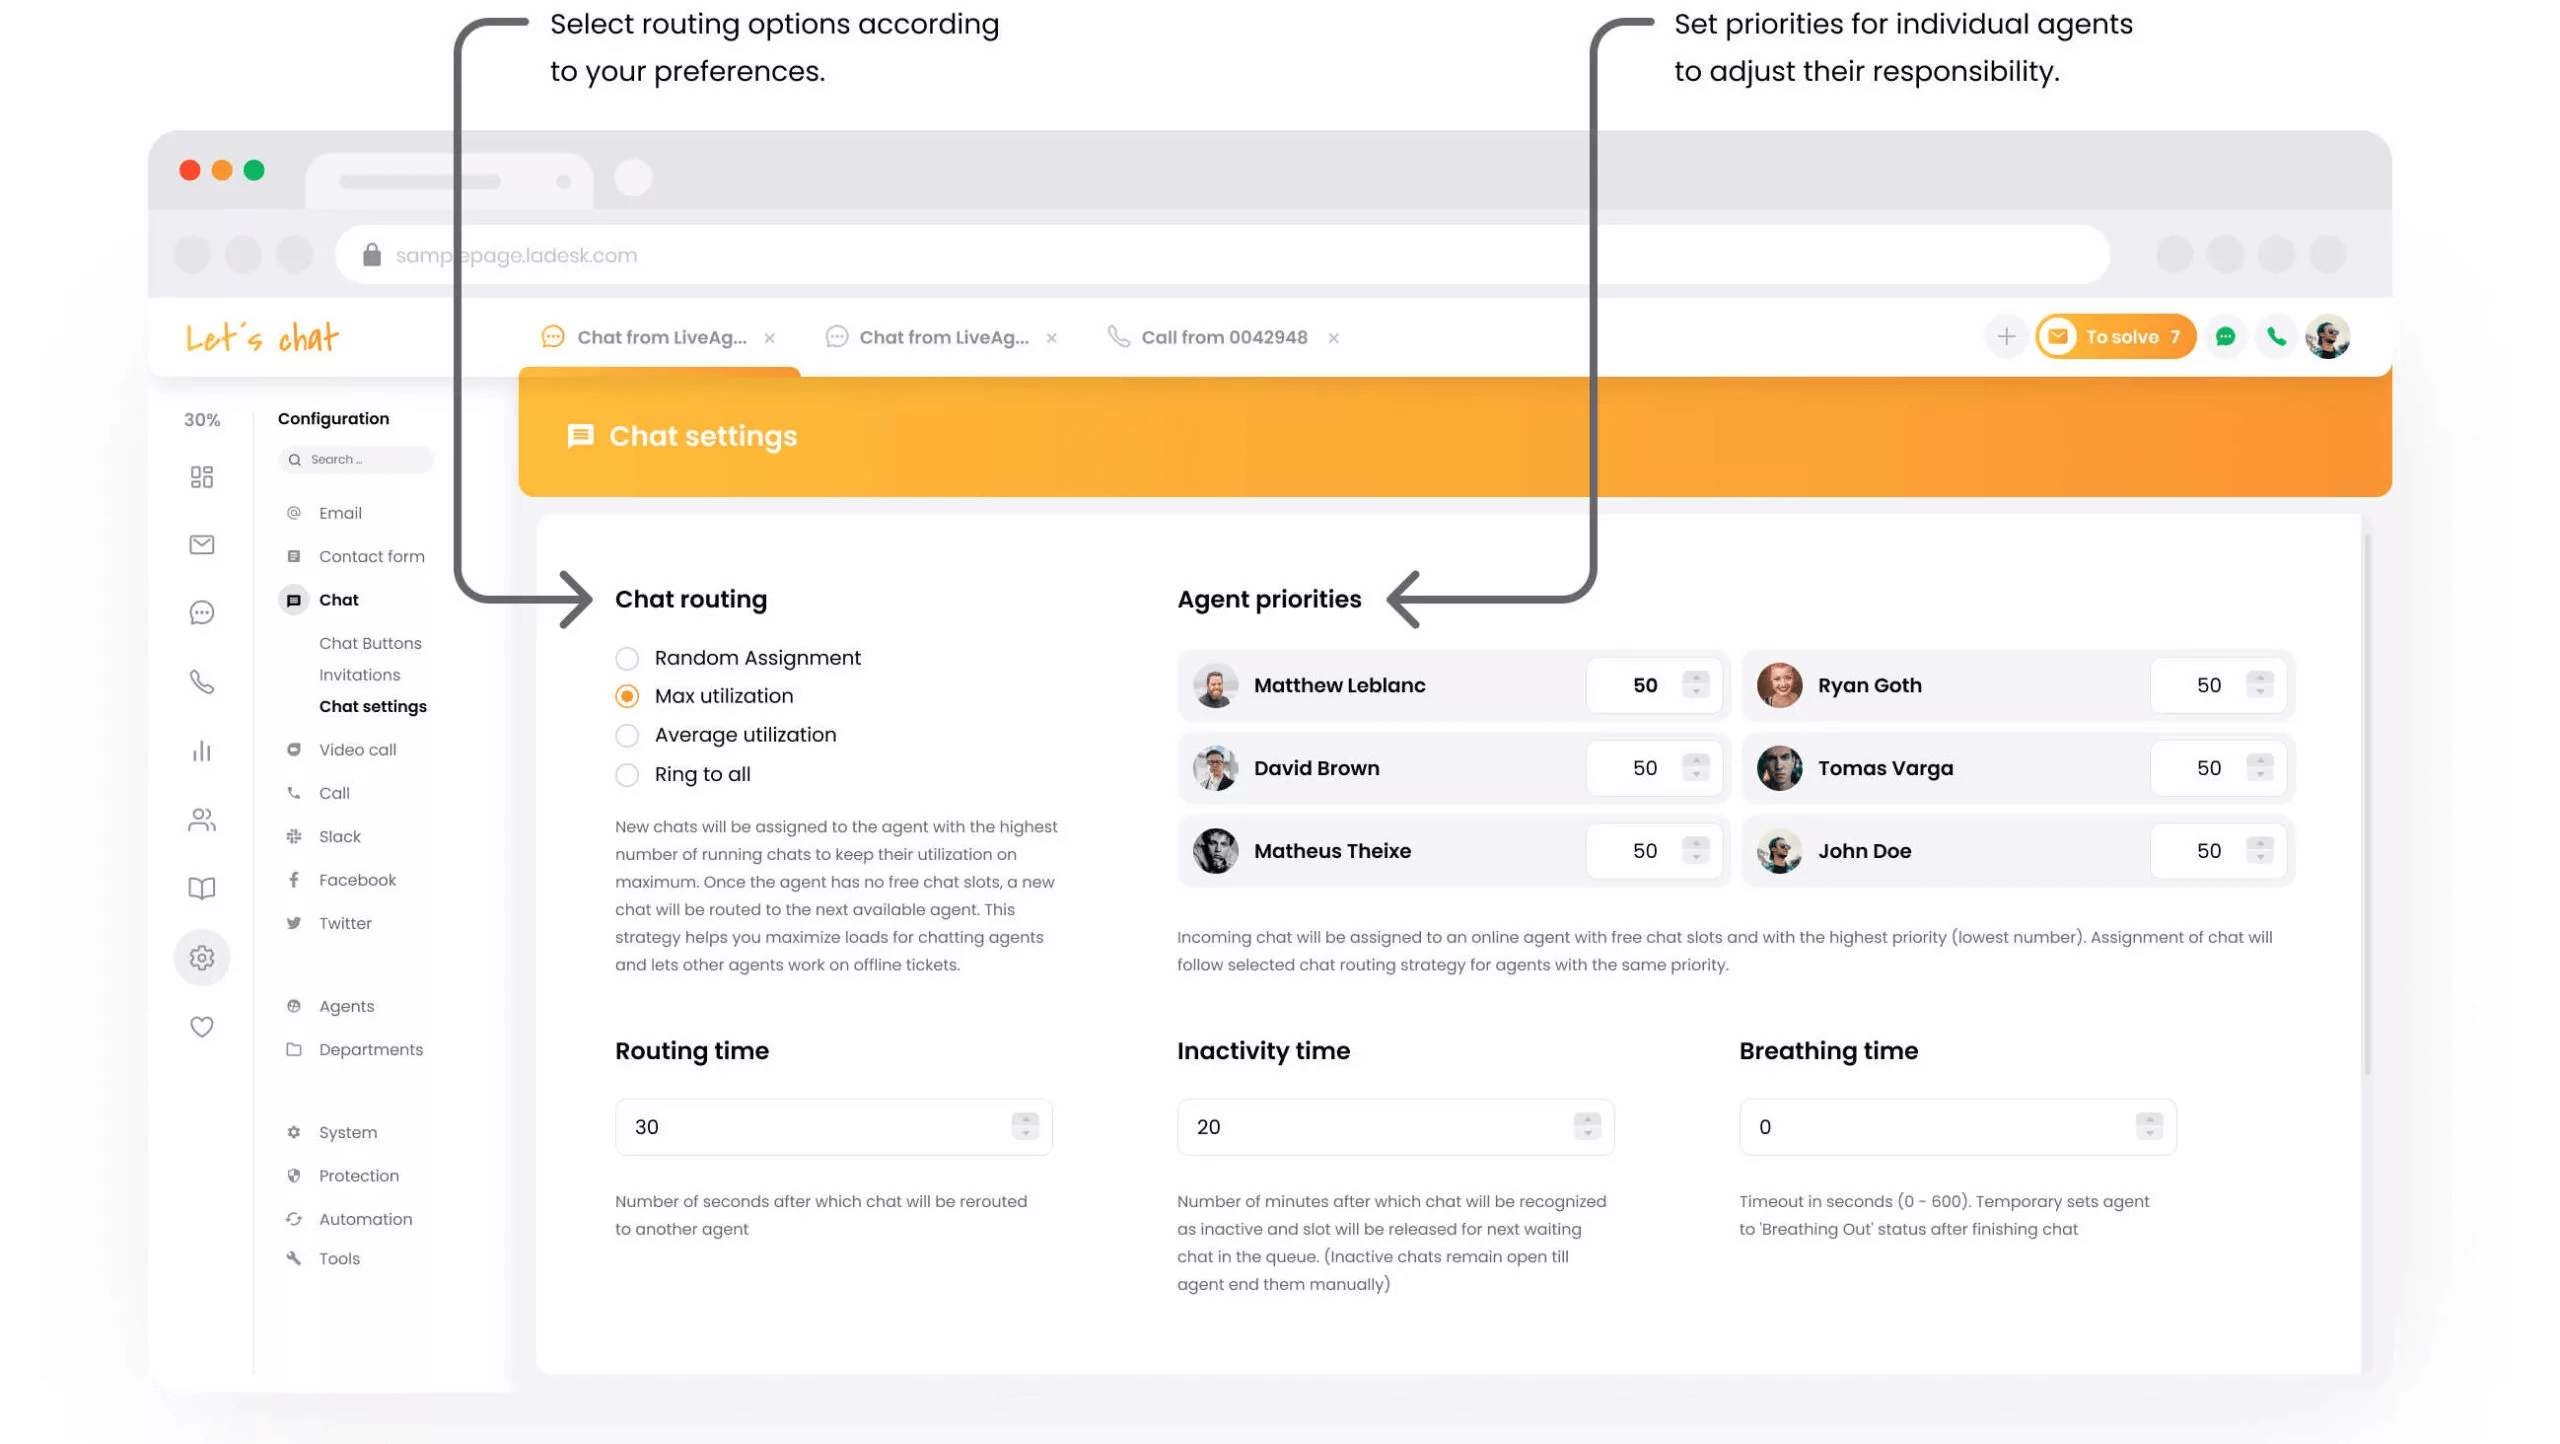 Select routing options according
to your preferences.
Set priorities for individual agents
to adjust their responsibility.
samplepage.ladesk.com
Let's chat
Chat from LiveAg... ×
Chat from LiveAg... ×
Call from 0042948 ×
To solve 7
30%
Configuration
Search ...
Email
Contact form
Chat
Chat Buttons
Invitations
Chat settings
Video call
Call
Slack
Facebook
Twitter
Agents
Departments
System
Protection
Automation
Tools
Chat settings
Chat routing
Random Assignment
Max utilization
Average utilization
Ring to all
New chats will be assigned to the agent with the highest
number of running chats to keep their utilization on
maximum. Once the agent has no free chat slots, a new
chat will be routed to the next available agent. This
strategy helps you maximize loads for chatting agents
and lets other agents work on offline tickets.
Agent priorities
Matthew Leblanc 50
Ryan Goth 50
David Brown 50
Tomas Varga 50
Matheus Theixe 50
John Doe 50
Incoming chat will be assigned to an online agent with free chat slots and with the highest priority (lowest number). Assignment of chat will
follow selected chat routing strategy for agents with the same priority.
Routing time
30
Number of seconds after which chat will be rerouted
to another agent
Inactivity time
20
Number of minutes after which chat will be recognized
as inactive and slot will be released for next waiting
chat in the queue. (Inactive chats remain open till
agent end them manually)
Breathing time
0
Timeout in seconds (0 - 600). Temporary sets agent
to 'Breathing Out' status after finishing chat